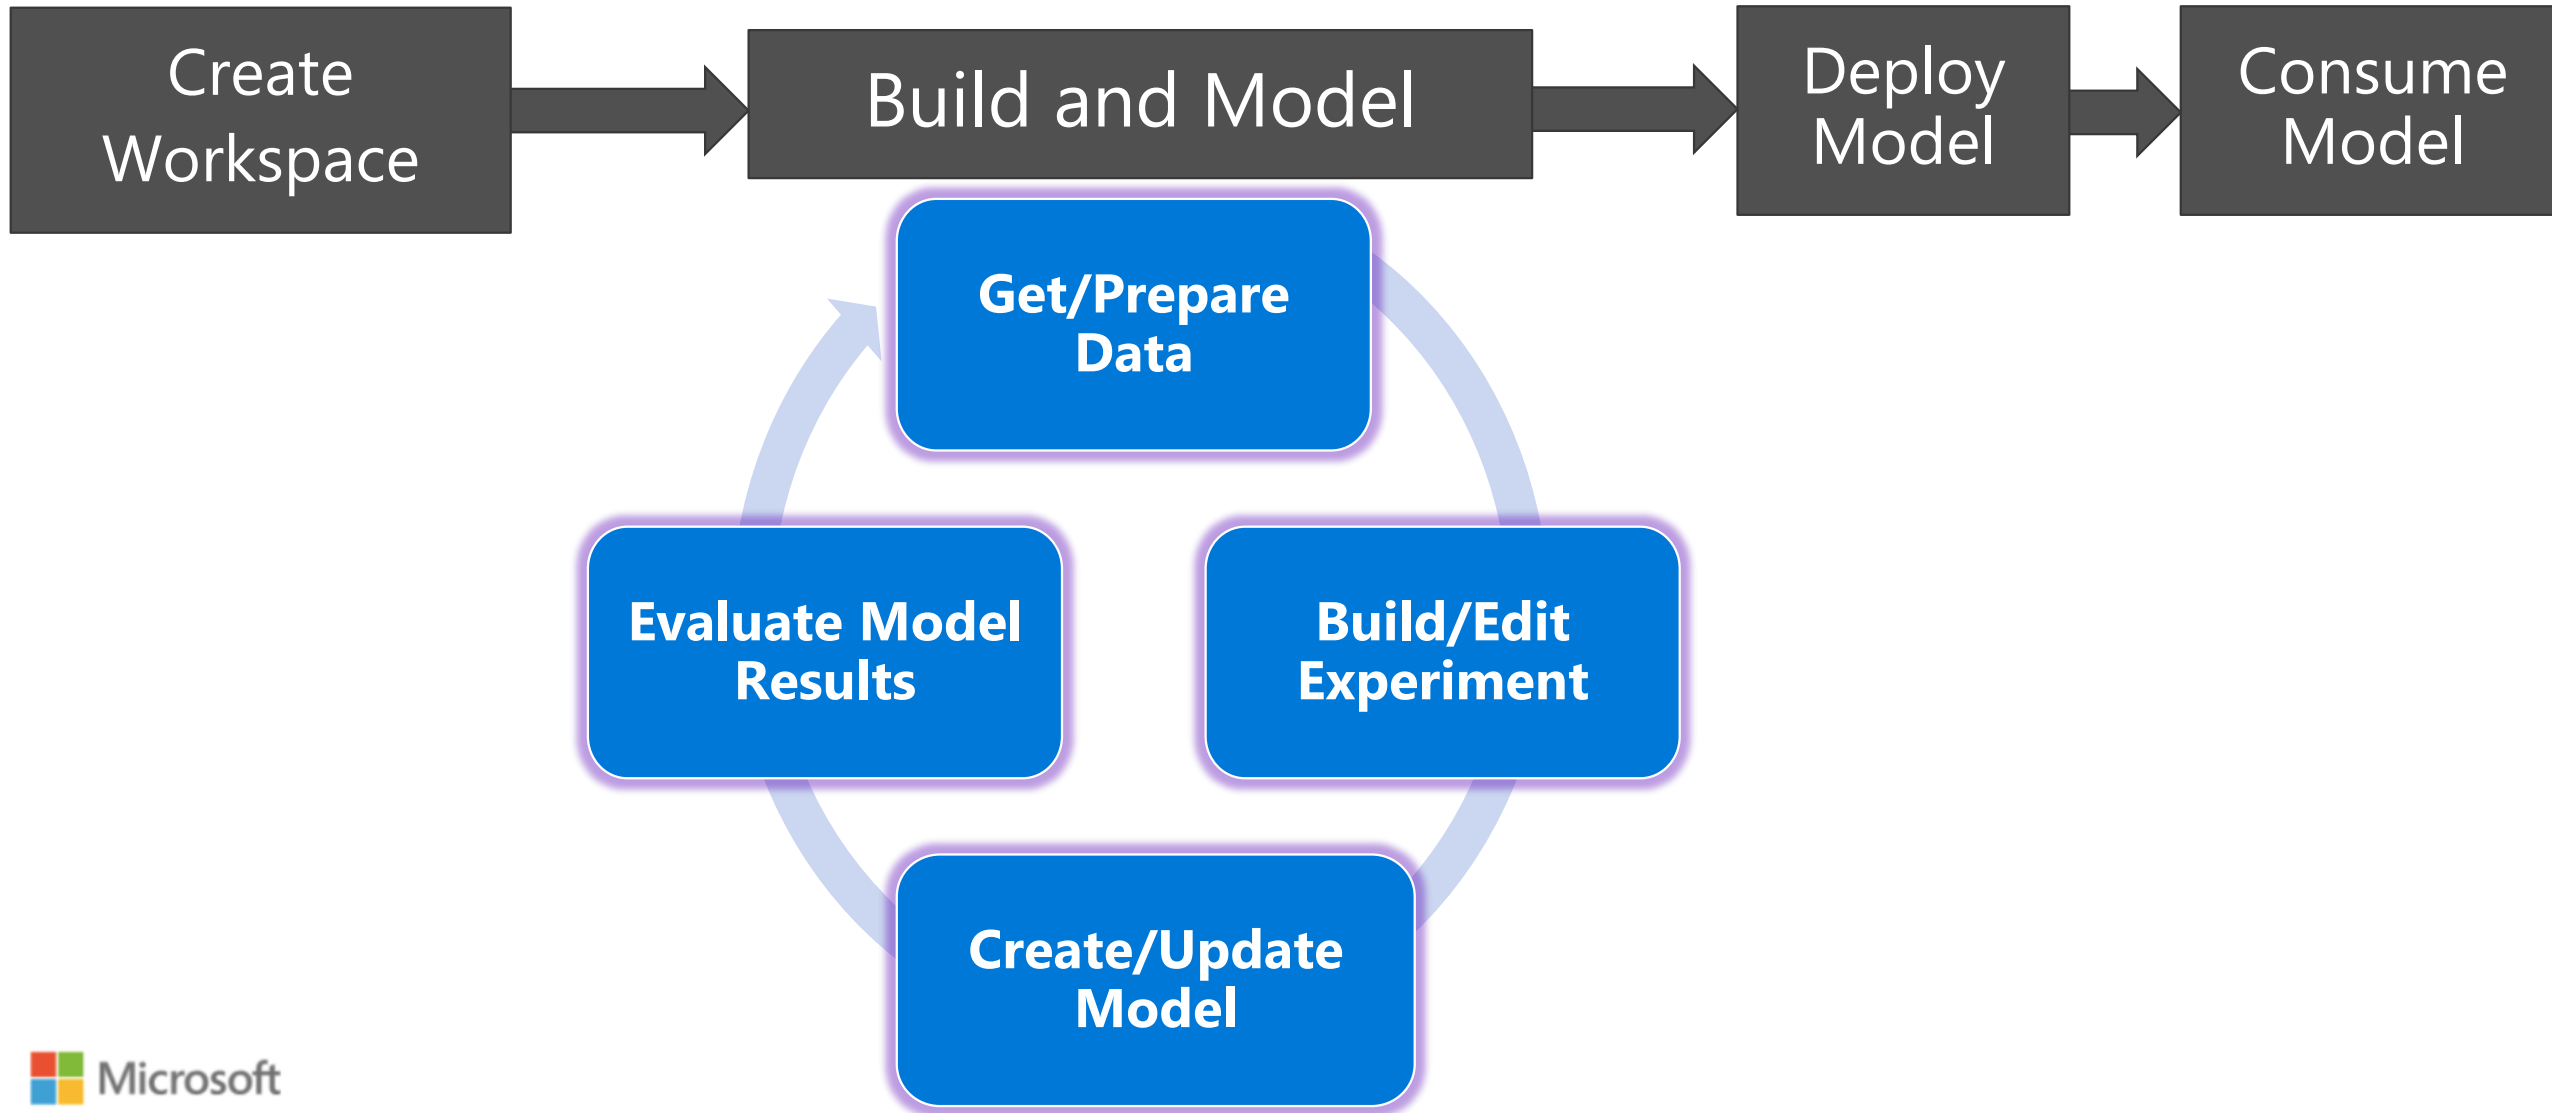 Create
Workspace
Build and Model
Deploy
Model
Consume
Model
Get/Prepare
Data
Evaluate Model
Results
Build/Edit
Experiment
Create/Update
Model
Microsoft